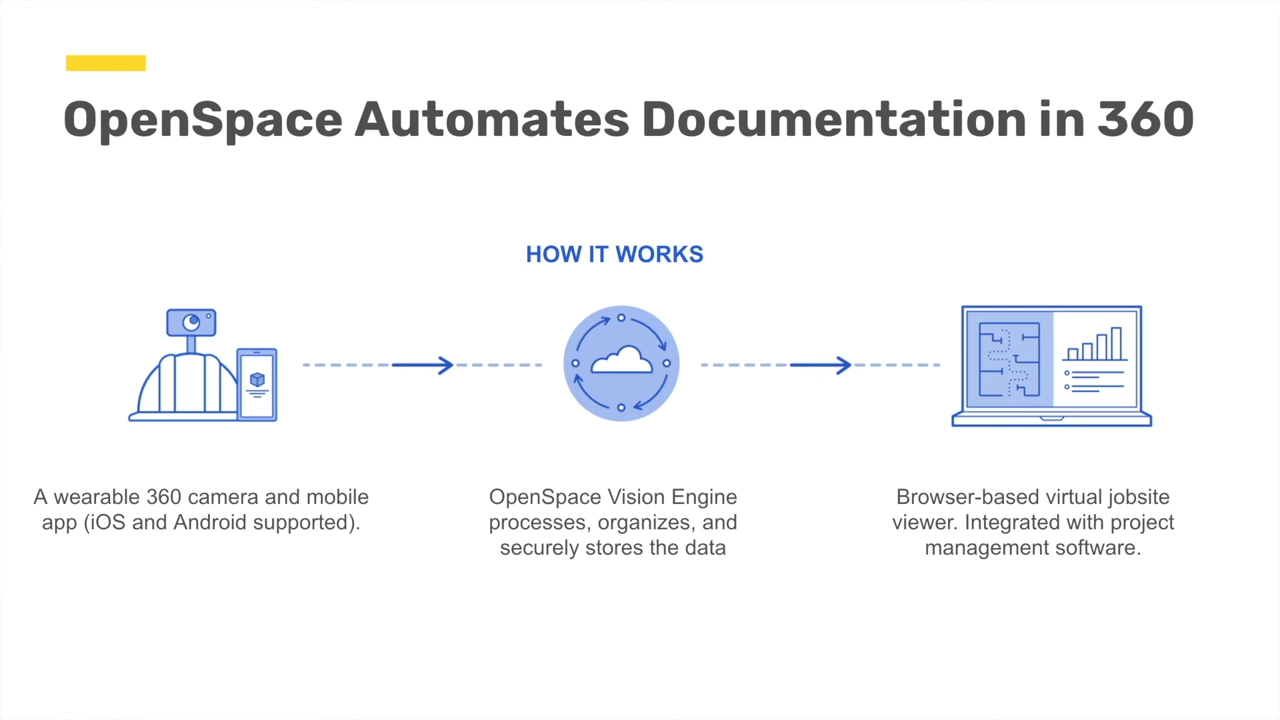 OpenSpace Automates Documentation in 360
HOW IT WORKS
A wearable 360 camera and mobile
app (iOS and Android supported).
OpenSpace Vision Engine
processes, organizes, and
securely stores the data
Browser-based virtual jobsite
viewer. Integrated with project
management software.